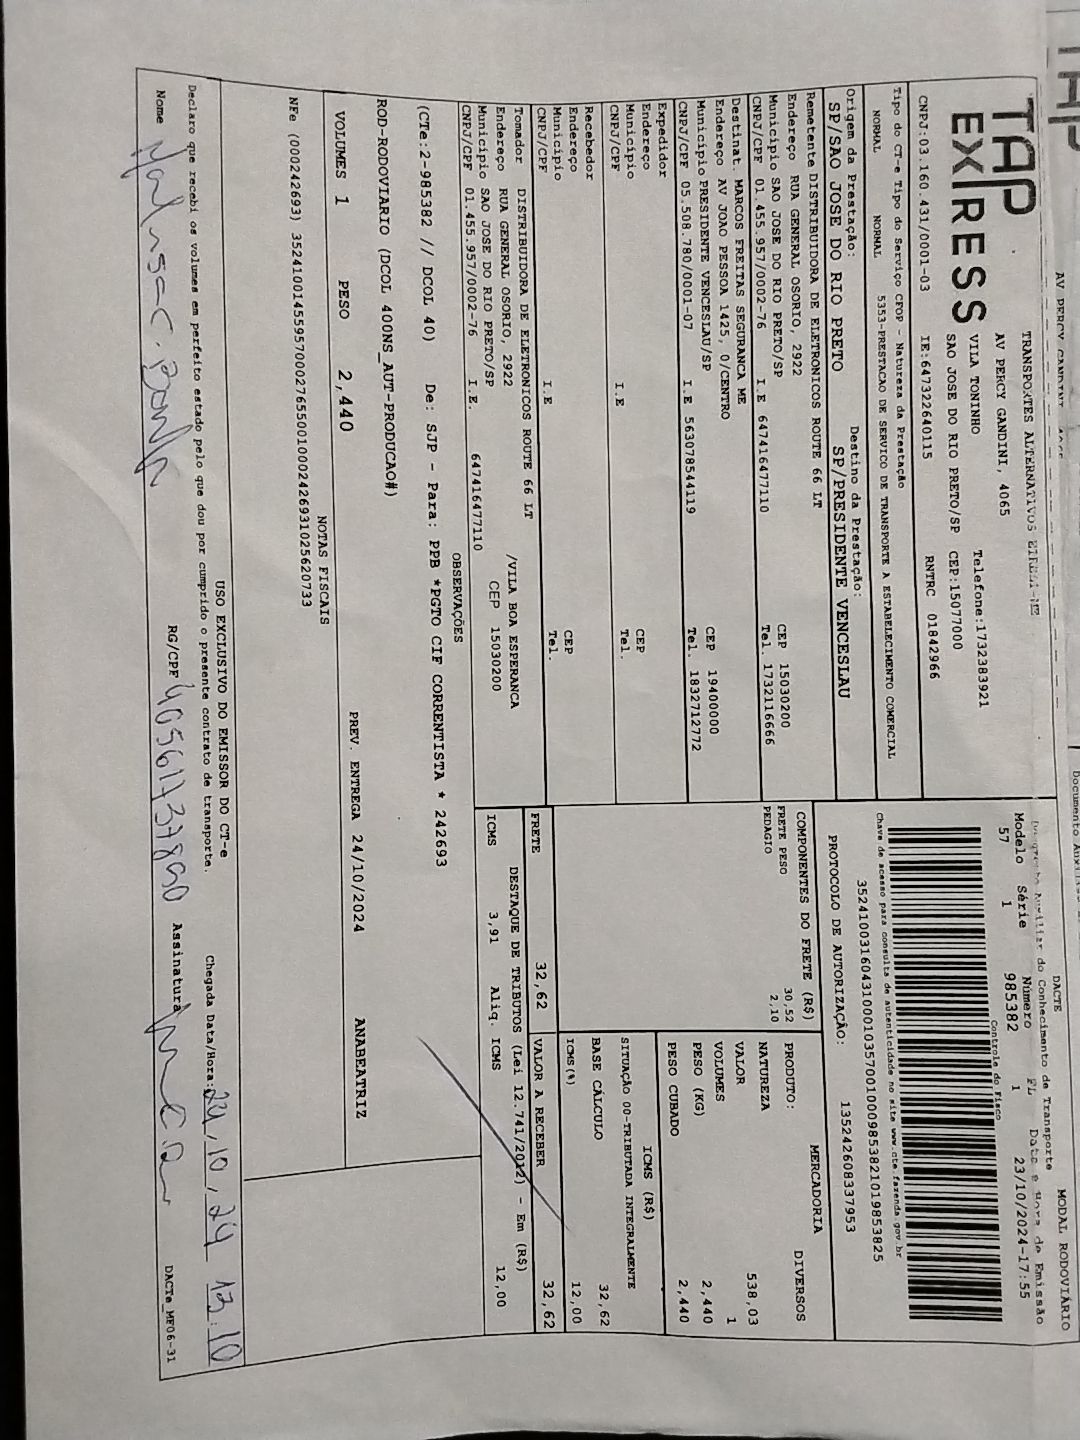 TAP
EXPRESS
TRANSPORTES ALTERNATIVOS EIRELI-ME
AV PERCY GANDINI, 4065
VILA TONINHO
Telefone:1732383921
SAO JOSE DO RIO PRETO/SP CEP:15077000
CNPJ:03.160.431/0001-03 IE:647322640115 RNTRC 01842966
DACTE
MODAL RODOVIÁRIO
Documento Auxiliar do Conhecimento de Transporte
Modelo Série Número FL Data e Hora de Emissão
57 1 985382 1 23/10/2024-17:55
Controle do Fisco
Tipo do CT-e Tipo do Serviço CFOP - Natureza da Prestação
NORMAL NORMAL 5353-PRESTACAO DE SERVICO DE TRANSPORTE A ESTABELECIMENTO COMERCIAL
Chave de acesso para consulta de autenticidade no site www.cte.fazenda.gov.br
35241003160431000103570010009853821019853825
PROTOCOLO DE AUTORIZAÇÃO: 135242608337953
Origem da Prestação: Destino da Prestação:
SP/SAO JOSE DO RIO PRETO SP/PRESIDENTE VENCESLAU
Remetente DISTRIBUIDORA DE ELETRONICOS ROUTE 66 LT
Endereço RUA GENERAL OSORIO, 2922 CEP 15030200
Município SAO JOSE DO RIO PRETO/SP Tel. 1732116666
CNPJ/CPF 01.455.957/0002-76 I.E 647416477110
Destinat. MARCOS FREITAS SEGURANCA ME
Endereço AV JOAO PESSOA 1425, 0/CENTRO CEP 19400000
Município PRESIDENTE VENCESLAU/SP Tel. 1832712772
CNPJ/CPF 05.508.780/0001-07 I.E 563078544119
Expedidor
Endereço CEP
Município Tel.
CNPJ/CPF I.E
Recebedor
Endereço CEP
Município Tel.
CNPJ/CPF I.E
Tomador DISTRIBUIDORA DE ELETRONICOS ROUTE 66 LT
Endereço RUA GENERAL OSORIO, 2922 /VILA BOA ESPERANCA
Município SAO JOSE DO RIO PRETO/SP CEP 15030200
CNPJ/CPF 01.455.957/0002-76 I.E. 647416477110
COMPONENTES DO FRETE (R$)
FRETE PESO 30,52
PEDAGIO 2,10
MERCADORIA
PRODUTO: DIVERSOS
NATUREZA
VALOR 538,03
VOLUMES 1
PESO (KG) 2,440
PESO CUBADO 2,440
ICMS (R$)
SITUAÇÃO 00-TRIBUTADA INTEGRALMENTE
BASE CÁLCULO 32,62
ICMS(%) 12,00
FRETE 32,62 VALOR A RECEBER 32,62
DESTAQUE DE TRIBUTOS (Lei 12.741/2012) - Em (R$)
ICMS 3,91 Aliq. ICMS 12,00
OBSERVAÇÕES
(CTe:2-985382 // DCOL 40) De: SJP - Para: PPB *PGTO CIF CORRENTISTA * 242693
ROD-RODOVIARIO (DCOL 400NS_AUT-PRODUCAO#)
VOLUMES 1 PESO 2,440 PREV. ENTREGA 24/10/2024 ANABEATRIZ
NOTAS FISCAIS
NFe (000242693) 35241001455957000276550010002426931025620733
USO EXCLUSIVO DO EMISSOR DO CT-e
Declaro que recebi os volumes em perfeito estado pelo que dou por cumprido o presente contrato de transporte.
Chegada Data/Hora: 24/10/24 13:10
Nome RG/CPF 40561437890 Assinatura
DACTe_MF06-31